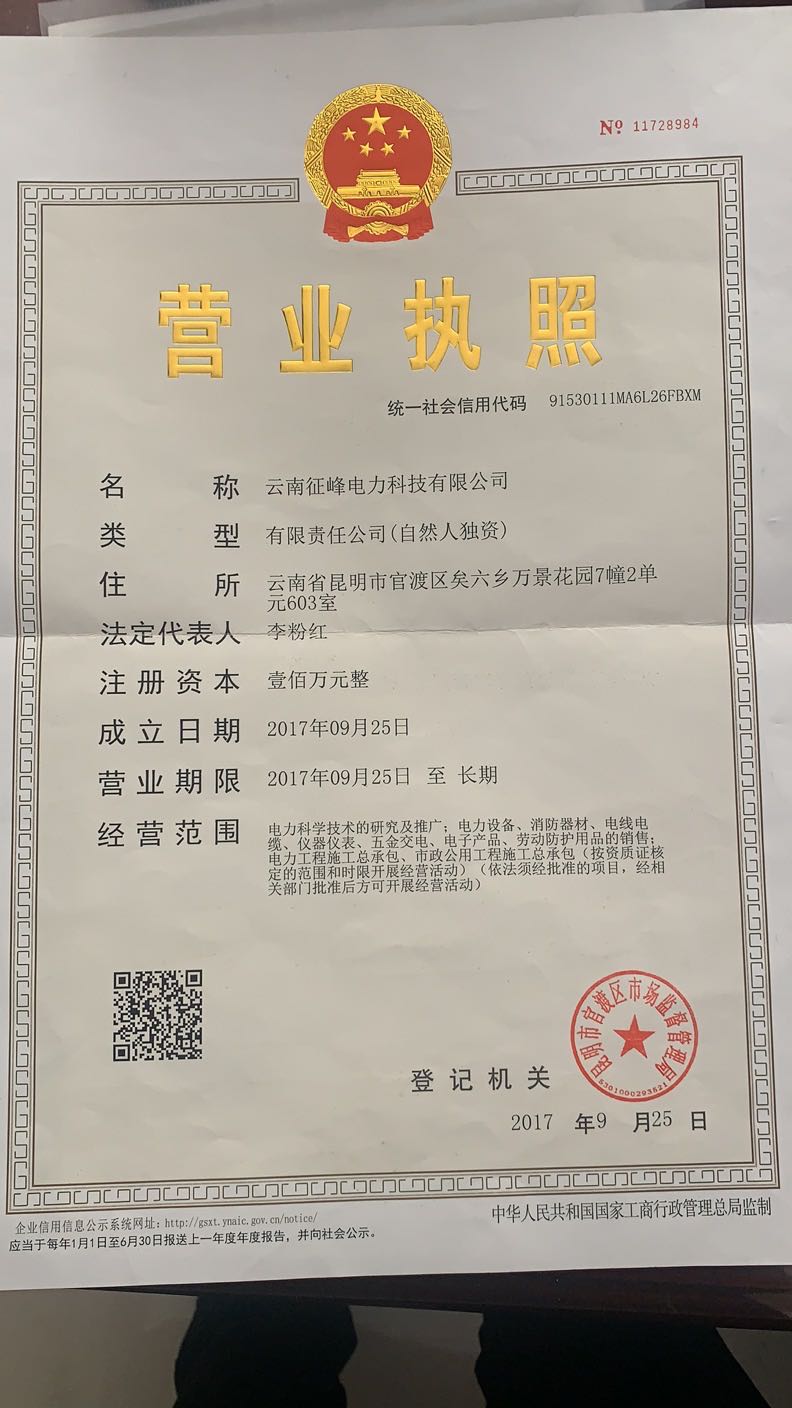 № 11728984
营业执照
统一社会信用代码 91530111MA6L26FBXM
名称 云南征峰电力科技有限公司
类型 有限责任公司(自然人独资)
住所 云南省昆明市官渡区矣六乡万景花园7幢2单
元603室
法定代表人 李粉红
注册资本 壹佰万元整
成立日期 2017年09月25日
营业期限 2017年09月25日 至 长期
经营范围 电力科学技术的研究及推广；电力设备、消防器材、电线电
缆、仪器仪表、五金交电、电子产品、劳动防护用品的销售；
电力工程施工总承包、市政公用工程施工总承包（按资质证核
定的范围和时限开展经营活动）（依法须经批准的项目，经相
关部门批准后方可开展经营活动）
昆明市官渡区市场监督管理局
5301000293621
登记机关
2017 年9 月25 日
企业信用信息公示系统网址：http://gsxt.ynaic.gov.cn/notice/
中华人民共和国国家工商行政管理总局监制
应当于每年1月1日至6月30日报送上一年度年度报告，并向社会公示。